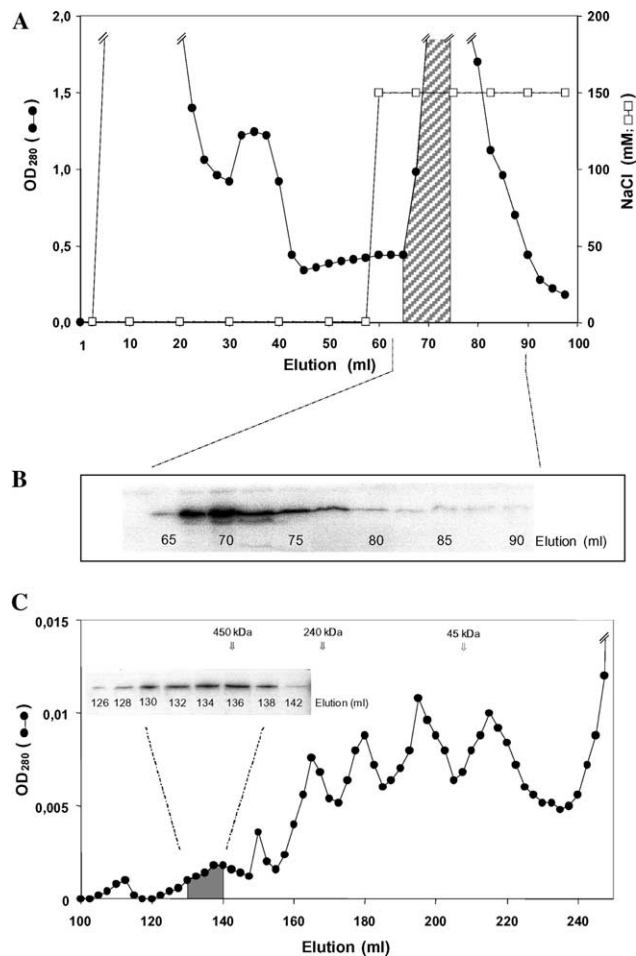 A
2,0
1,5
1,0
0,5
0,0
OD280 (●-●)
200
150
100
50
0
NaCl (mM; □-□)
1 10 20 30 40 50 60 70 80 90 100
Elution (ml)
B
65 70 75 80 85 90 Elution (ml)
C
0,015
0,01
0,005
0
OD280 (●-●)
450 kDa 240 kDa 45 kDa
126 128 130 132 134 136 138 142 Elution (ml)
100 120 140 160 180 200 220 240
Elution (ml)